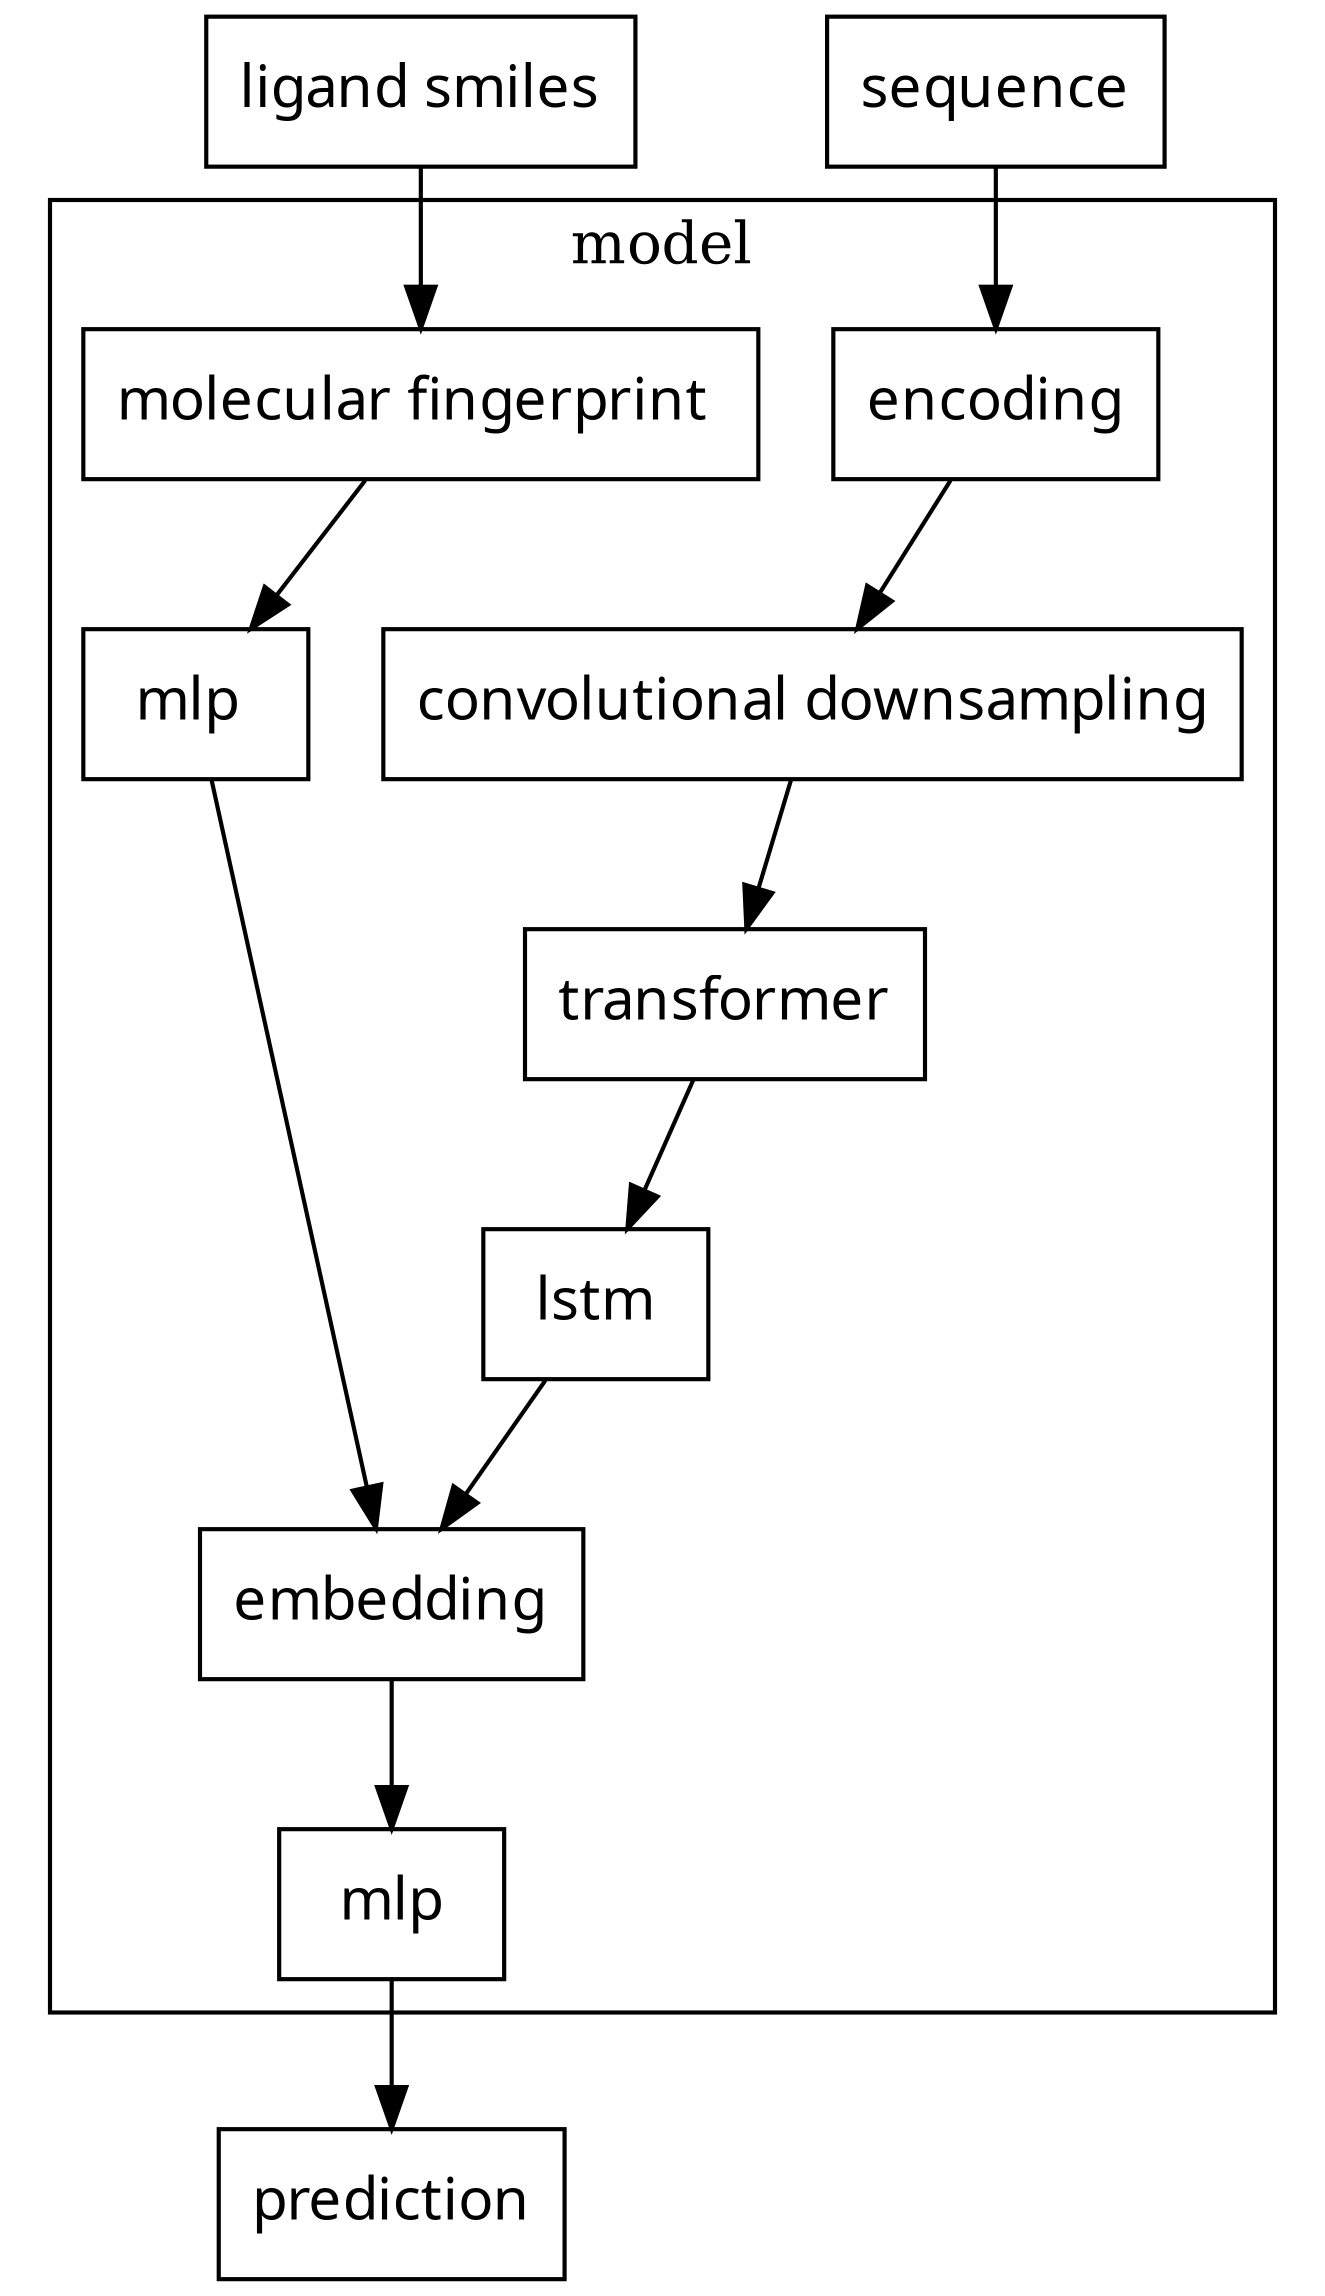 ligand smiles
sequence
model
molecular fingerprint
encoding
mlp
convolutional downsampling
transformer
lstm
embedding
mlp
prediction